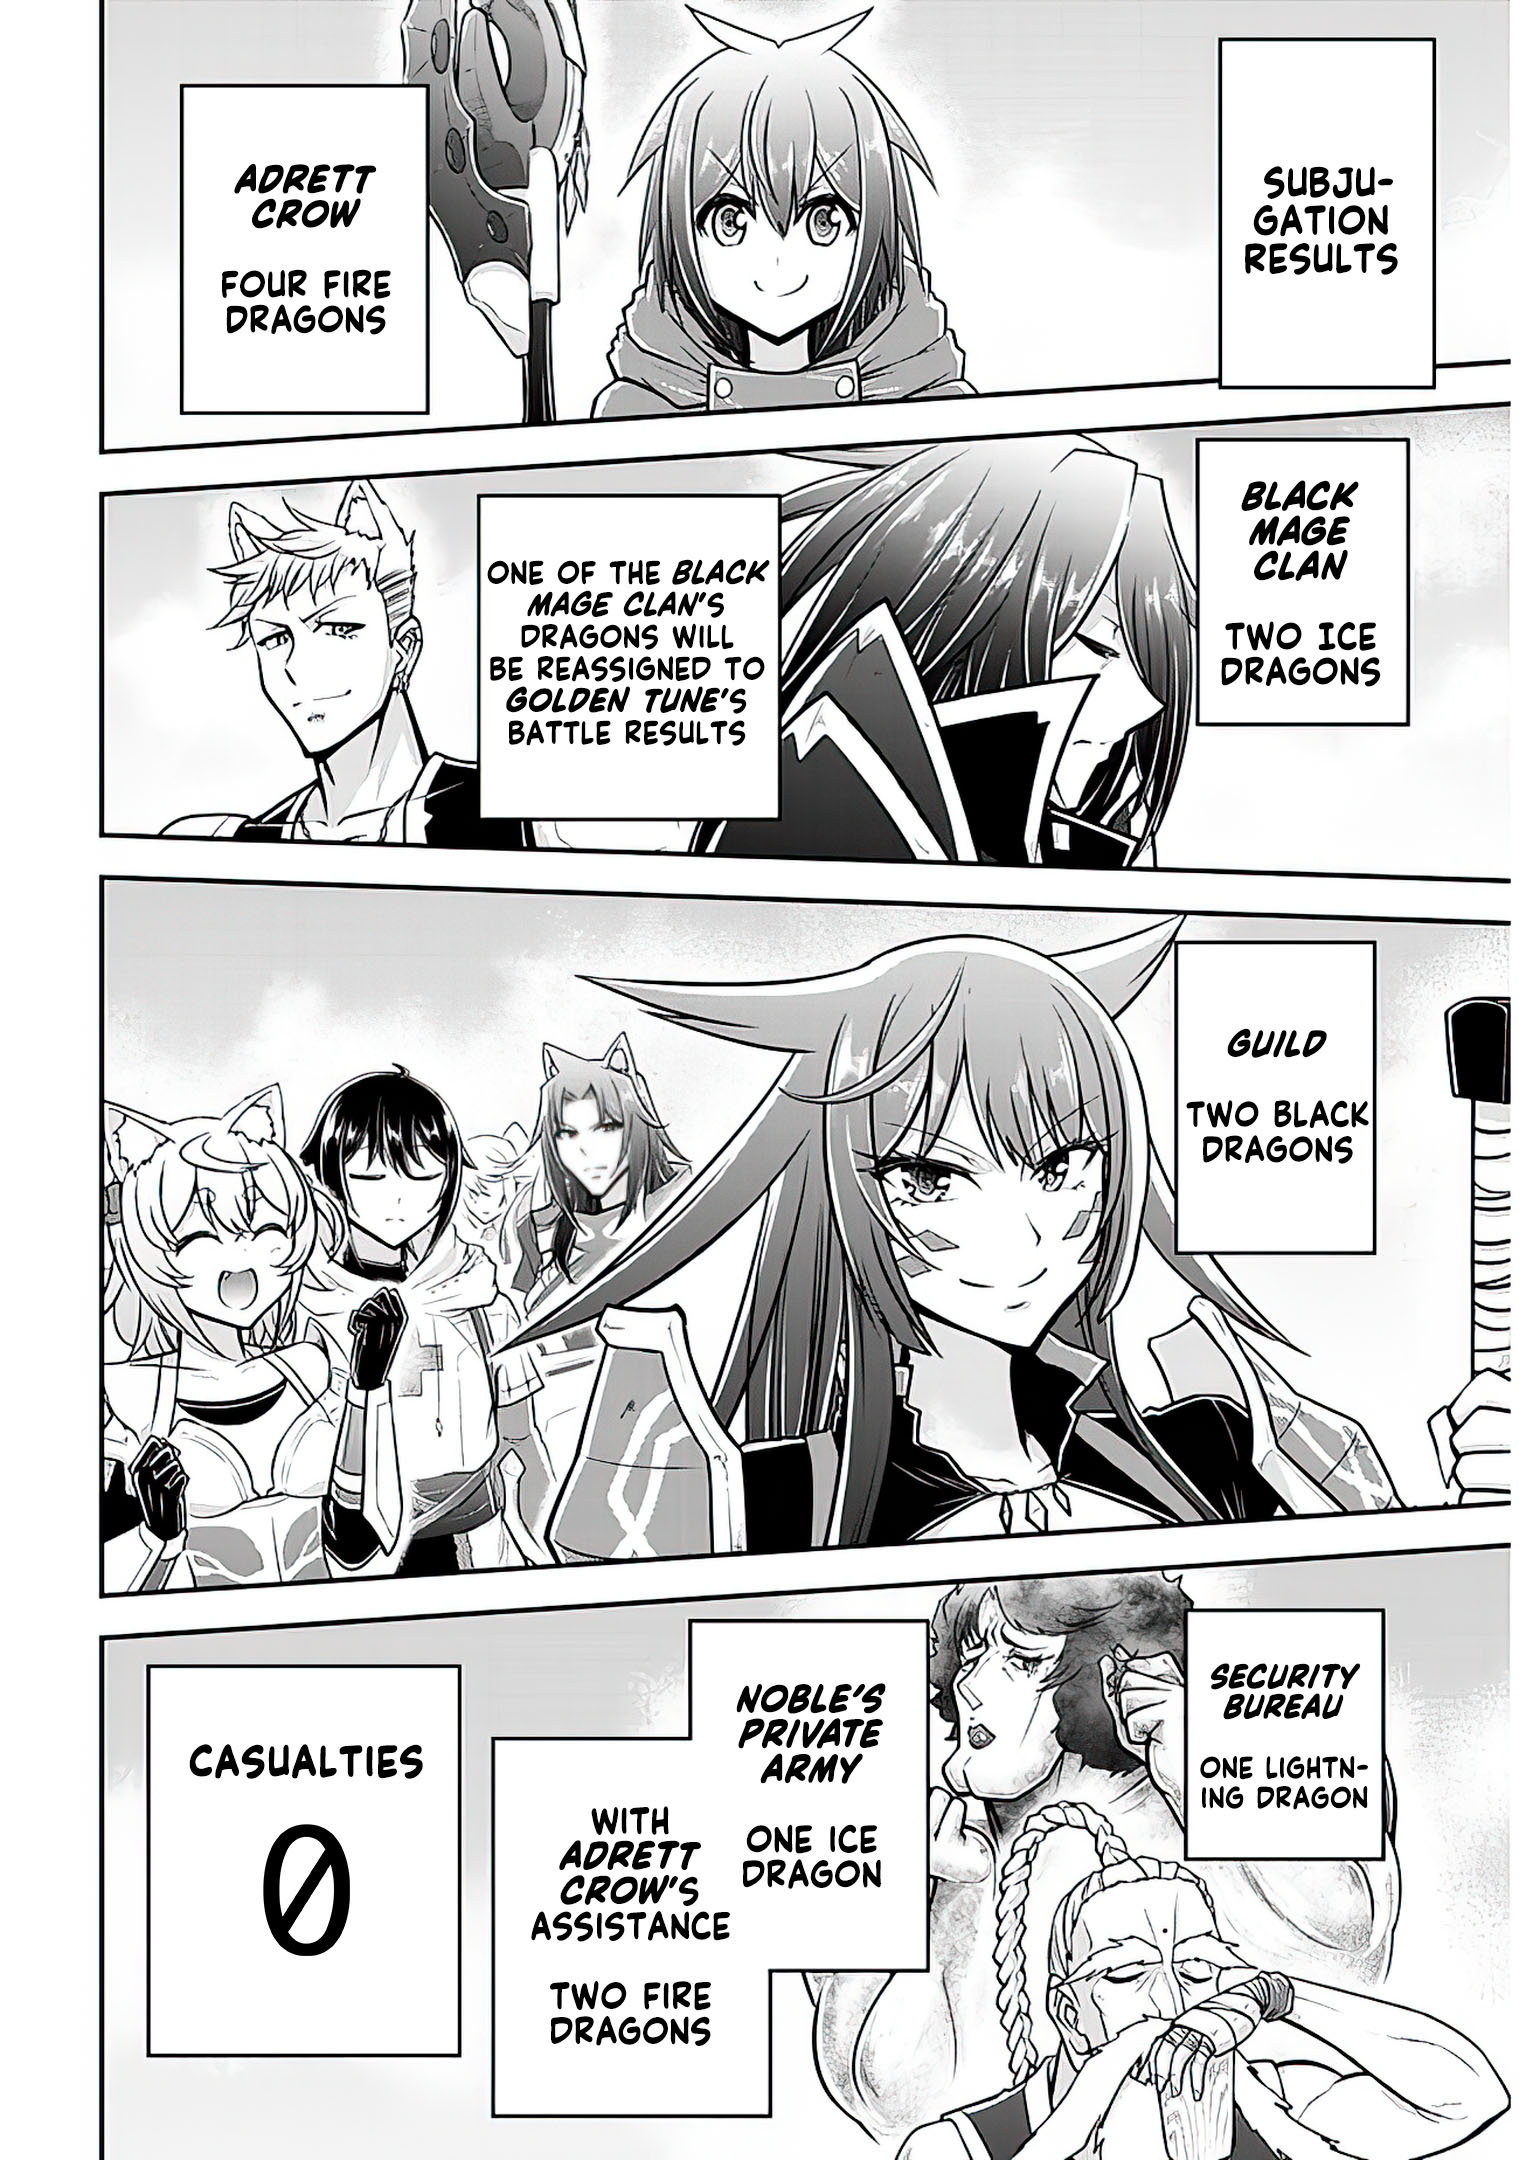 SUBJU-
GATION
RESULTS
ADRETT
CROW
FOUR FIRE
DRAGONS
BLACK
MAGE
CLAN
TWO ICE
DRAGONS
ONE OF THE BLACK
MAGE CLAN'S
DRAGONS WILL
BE REASSIGNED TO
GOLDEN TUNE'S
BATTLE RESULTS
GUILD
TWO BLACK
DRAGONS
SECURITY
BUREAU
ONE LIGHTN-
ING DRAGON
NOBLE'S
PRIVATE
ARMY
ONE ICE
DRAGON
WITH
ADRETT
CROW'S
ASSISTANCE
TWO FIRE
DRAGONS
CASUALTIES
0